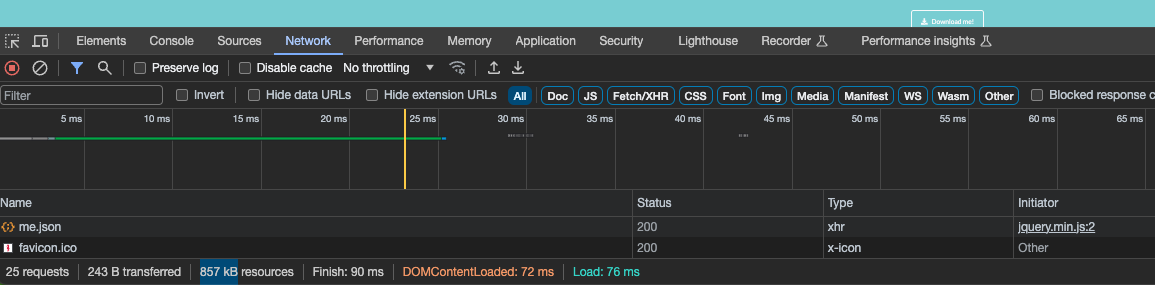 Download me!
Elements Console Sources Network Performance Memory Application Security Lighthouse Recorder Performance insights
Preserve log Disable cache No throttling
Filter Invert Hide data URLs Hide extension URLs All Doc JS Fetch/XHR CSS Font Img Media Manifest WS Wasm Other Blocked response c
5 ms 10 ms 15 ms 20 ms 25 ms 30 ms 35 ms 40 ms 45 ms 50 ms 55 ms 60 ms 65 ms
Name Status Type Initiator
me.json 200 xhr jquery.min.js:2
favicon.ico 200 x-icon Other
25 requests 243 B transferred 857 kB resources Finish: 90 ms DOMContentLoaded: 72 ms Load: 76 ms